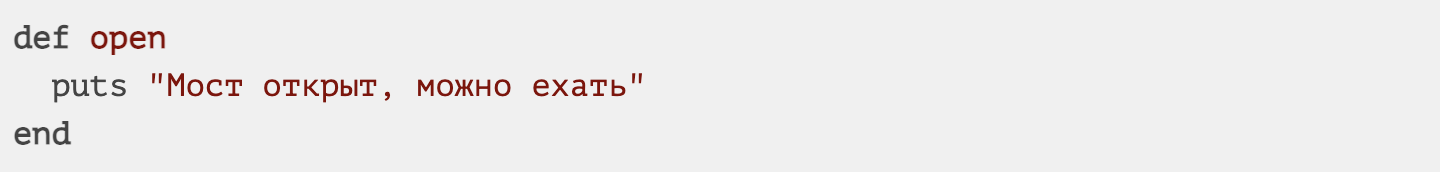 def open
  puts "Мост открыт, можно ехать"
end